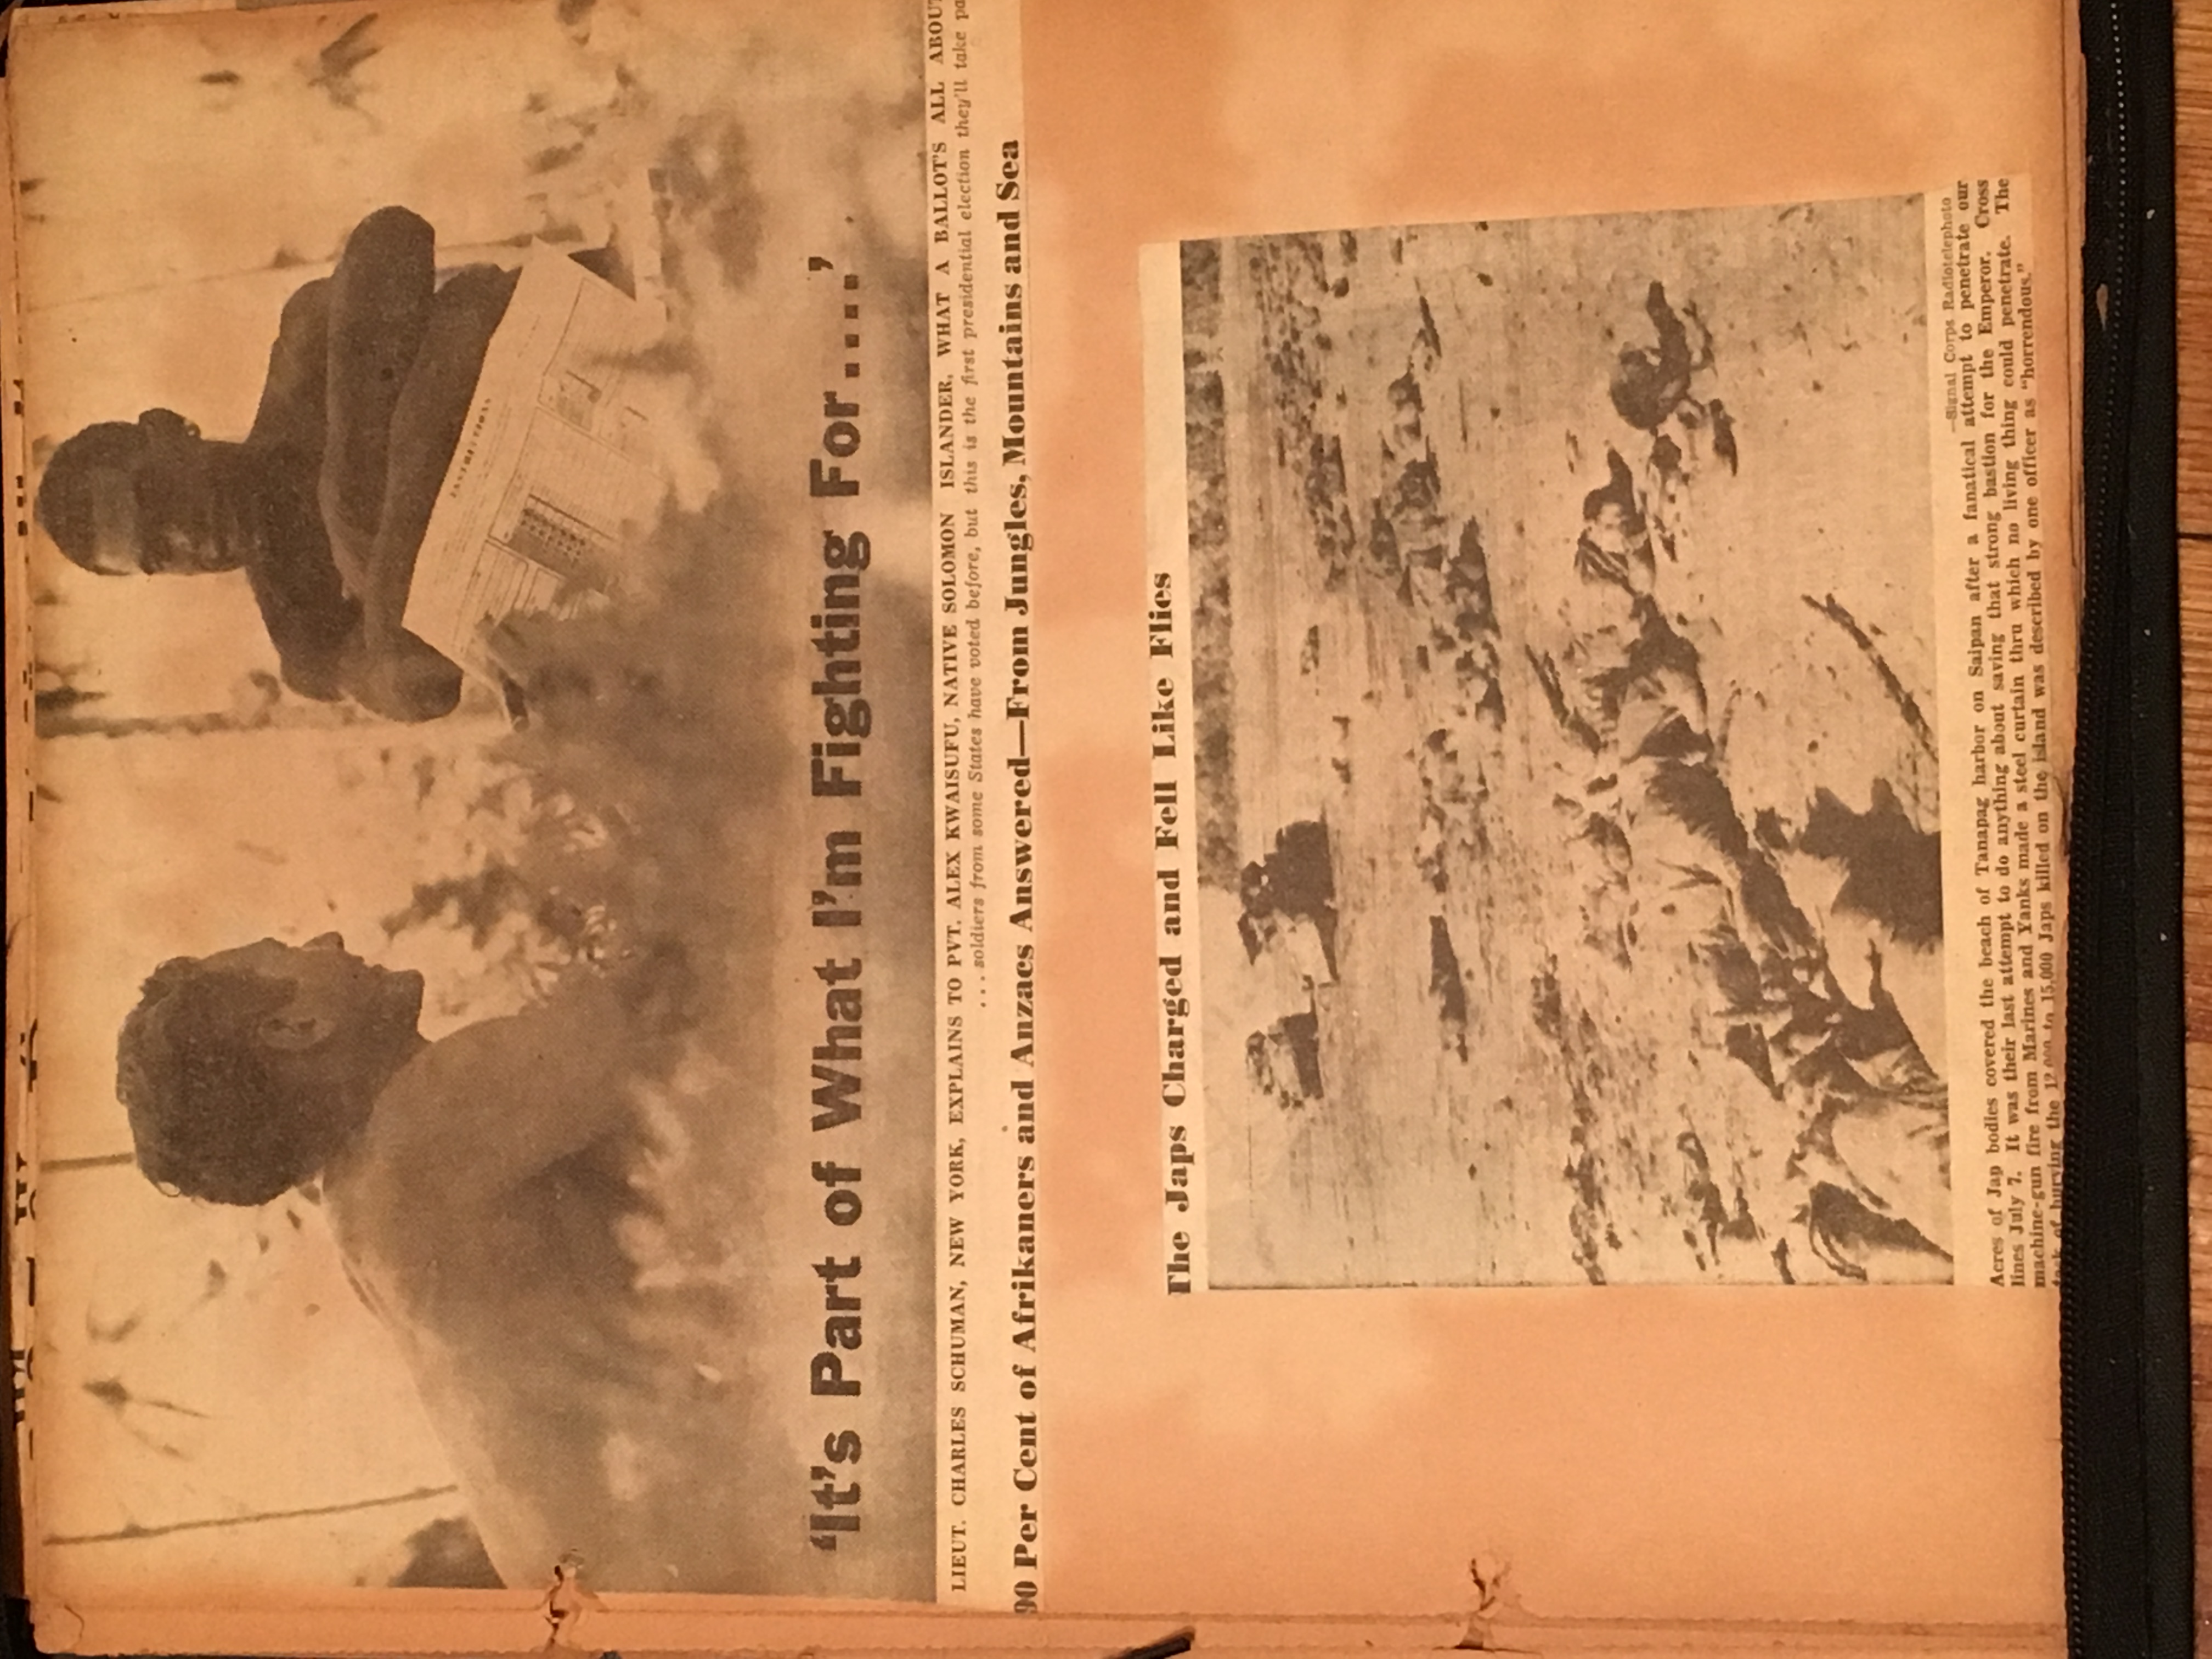 INSTRUCTIONS
‘It’s Part of What I’m Fighting For....’
LIEUT. CHARLES SCHUMAN, NEW YORK, EXPLAINS TO PVT. ALEX KWAISUFU, NATIVE SOLOMON ISLANDER, WHAT A BALLOT’S ALL ABOUT
... soldiers from some States have voted before, but this is the first presidential election they’ll take pa
90 Per Cent of Afrikaners and Anzacs Answered—From Jungles, Mountains and Sea
The Japs Charged and Fell Like Flies
—Signal Corps Radiotelephoto
Acres of Jap bodies covered the beach of Tanapag harbor on Saipan after a fanatical attempt to penetrate our
lines July 7. It was their last attempt to do anything about saving that strong bastion for the Emperor. Cross
machine-gun fire from Marines and Yanks made a steel curtain thru which no living thing could penetrate. The
task of burying the 12,000 to 15,000 Japs killed on the island was described by one officer as “horrendous.”